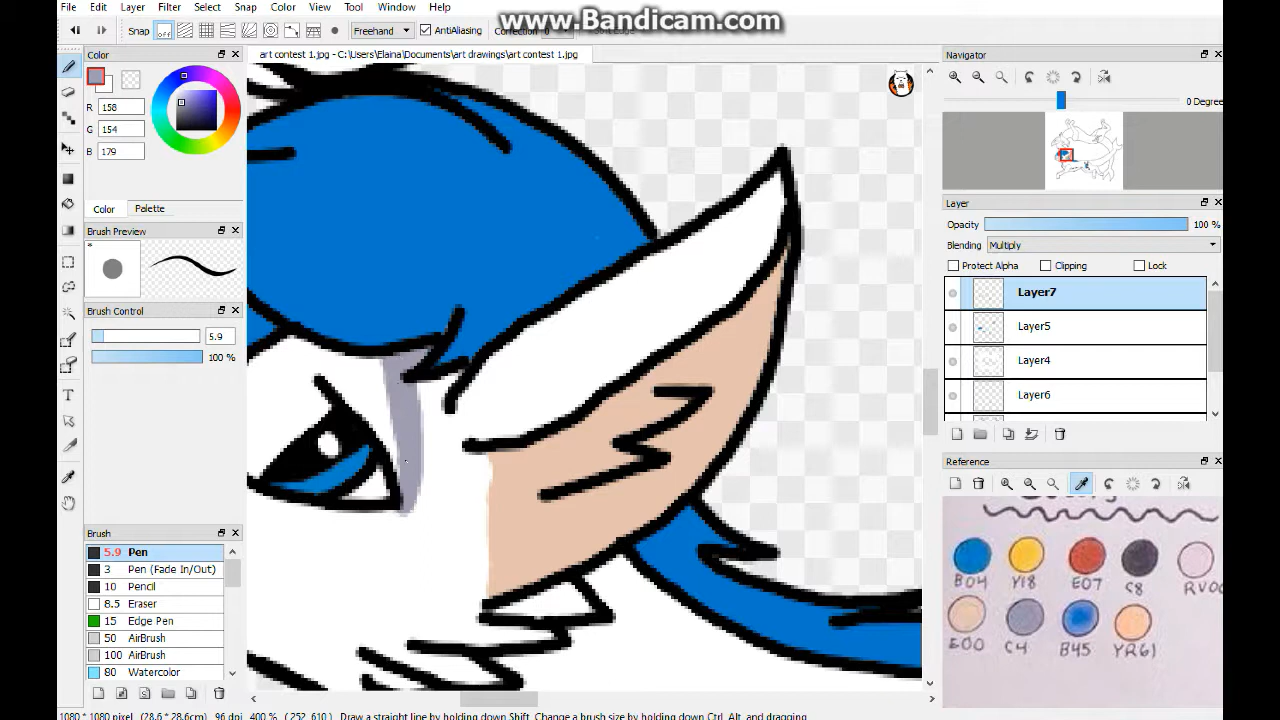 www.Bandicam.com
File Edit Layer Filter Select Snap Color View Tool Window Help
Snap off Freehand AntiAliasing Correction 0 Soft Edge
Color
art contest 1.jpg - C:\Users\Elaina\Documents\art drawings\art contest 1.jpg
Navigator
R 158
G 154
B 179
0 Degree
Color Palette
Brush Preview
*
Layer
Opacity 100 %
Blending Multiply
Protect Alpha Clipping Lock
Layer7
Layer5
Layer4
Layer6
Brush Control
5.9
100 %
Reference
B04 Y18 E07 C8 RV00
E00 C4 B45 YR61
Brush
5.9 Pen
3 Pen (Fade In/Out)
10 Pencil
8.5 Eraser
15 Edge Pen
50 AirBrush
100 AirBrush
80 Watercolor
1080 * 1080 pixel (28.6 * 28.6cm) 96 dpi 400 % ( 252, 610 ) Draw a straight line by holding down Shift, Change a brush size by holding down Ctrl, Alt, and dragging